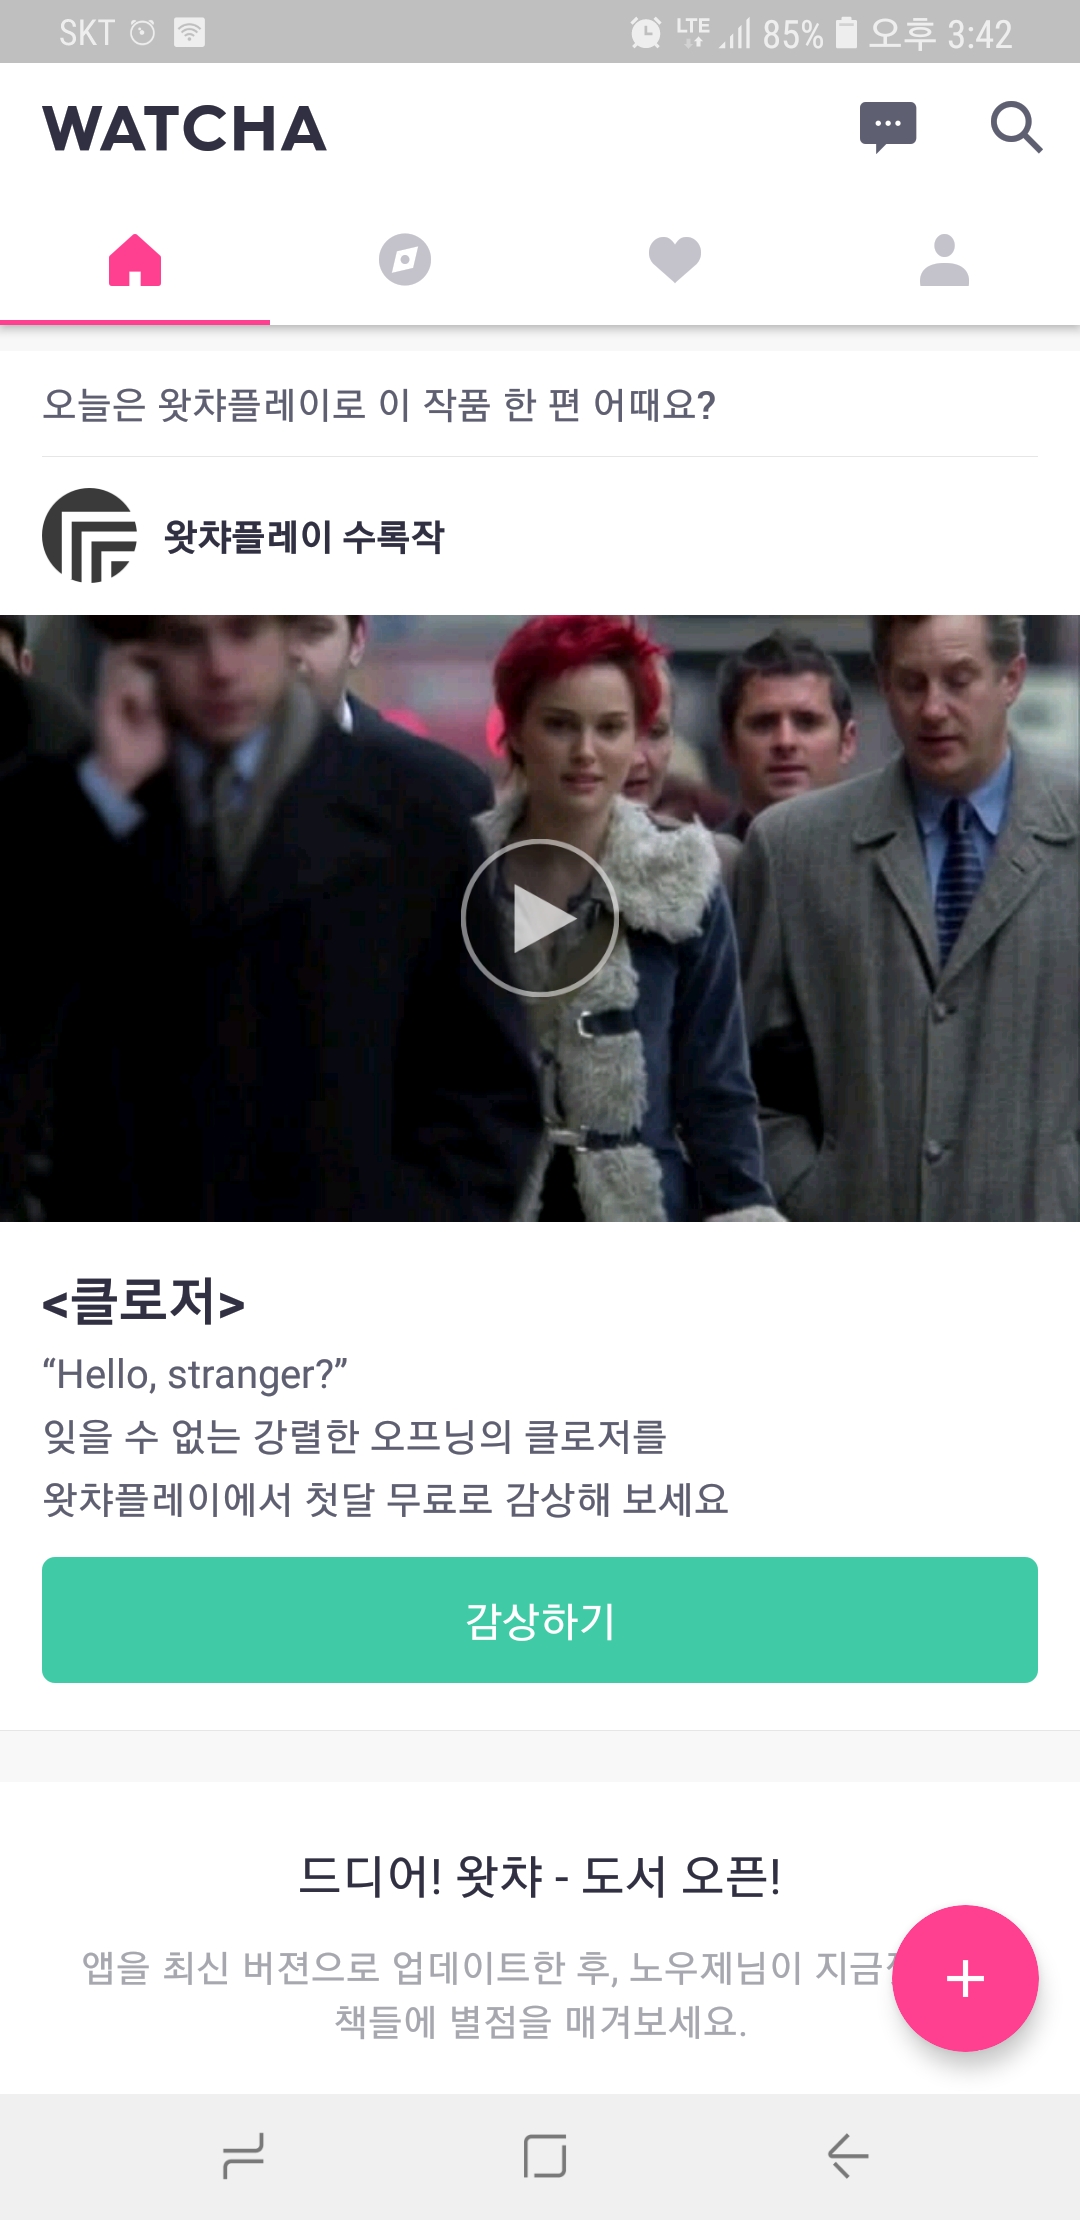 SKT
LTE
85%
오후 3:42
WATCHA
오늘은 왓챠플레이로 이 작품 한 편 어때요?
왓챠플레이 수록작
<클로저>
“Hello, stranger?”
잊을 수 없는 강렬한 오프닝의 클로저를
왓챠플레이에서 첫달 무료로 감상해 보세요
감상하기
드디어! 왓챠 - 도서 오픈!
앱을 최신 버젼으로 업데이트한 후, 노우제님이 지금
책들에 별점을 매겨보세요.